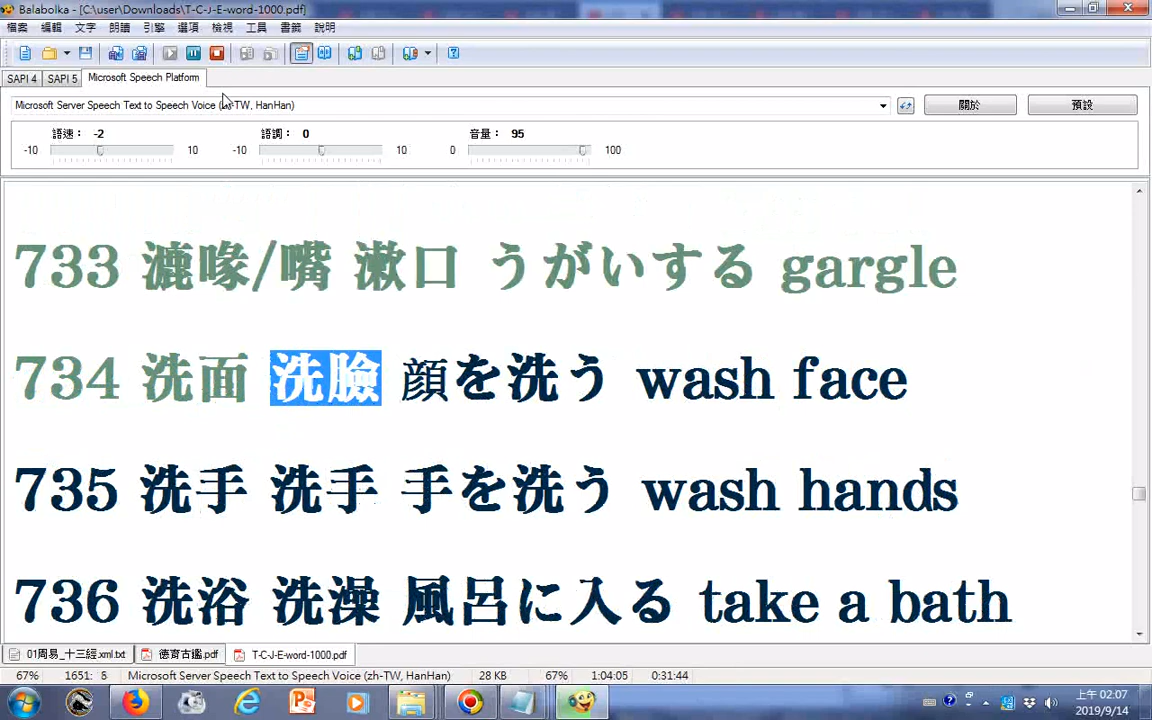 Balabolka - [C:\user\Downloads\T-C-J-E-word-1000.pdf]
檔案 編輯 文字 朗讀 引擎 選項 檢視 工具 書籤 說明
SAPI 4 SAPI 5 Microsoft Speech Platform
Microsoft Server Speech Text to Speech Voice (zh-TW, HanHan) 關於 預設
語速： -2 語調： 0 音量： 95
-10 10 -10 10 0 100
733 漉喙/嘴 漱口 うがいする gargle
734 洗面 洗臉 顔を洗う wash face
735 洗手 洗手 手を洗う wash hands
736 洗浴 洗澡 風呂に入る take a bath
01周易_十三經.xml.txt 德育古鑑.pdf T-C-J-E-word-1000.pdf
67% 1651: 8 Microsoft Server Speech Text to Speech Voice (zh-TW, HanHan) 28 KB 67% 1:04:05 0:31:44
上午 02:07
2019/9/14